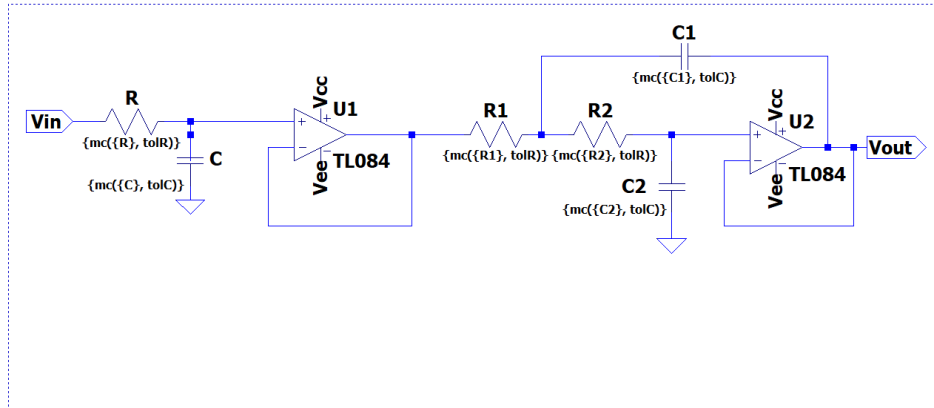 C1
{mc({C1}, tolC)}
Vin
R
{mc({R}, tolR)}
C
{mc({C}, tolC)}
Vcc
U1
+
+
−
−
Vee
TL084
R1
{mc({R1}, tolR)}
R2
{mc({R2}, tolR)}
C2
{mc({C2}, tolC)}
Vcc
U2
+
+
−
−
Vee
TL084
Vout